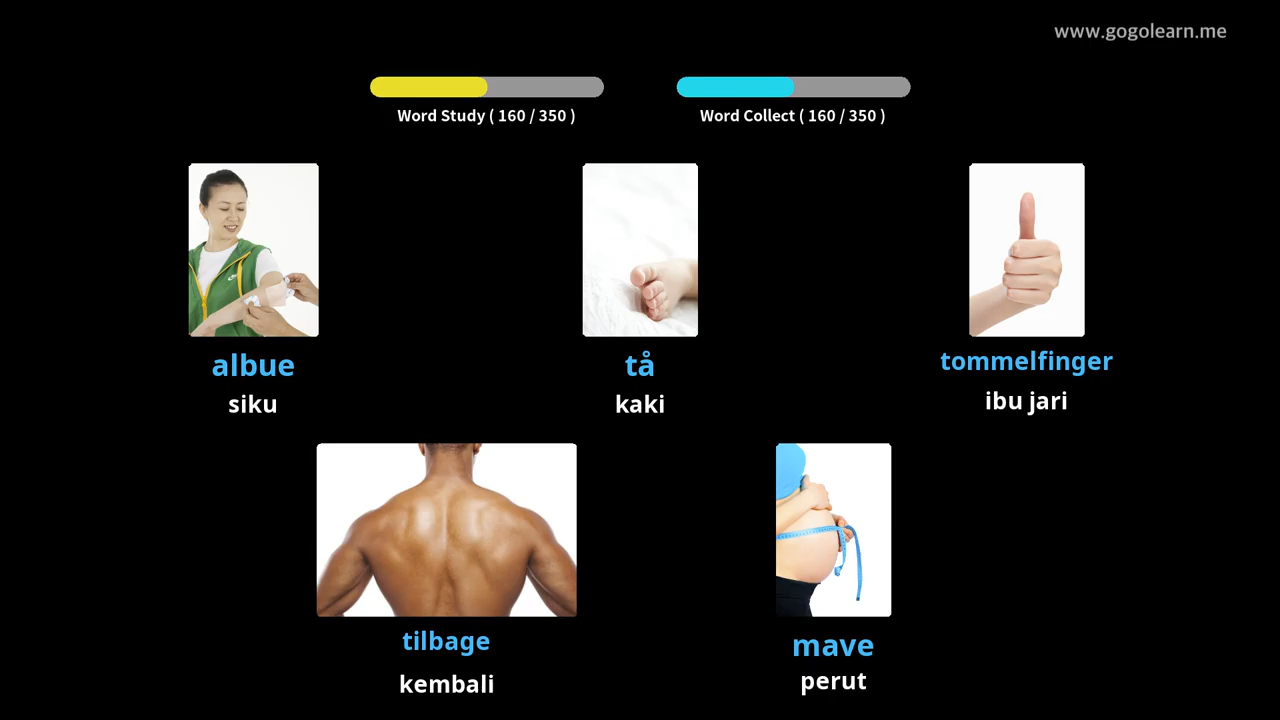 www.gogolearn.me
Word Study ( 160 / 350 )
Word Collect ( 160 / 350 )
albue
siku
tå
kaki
tommelfinger
ibu jari
tilbage
kembali
mave
perut